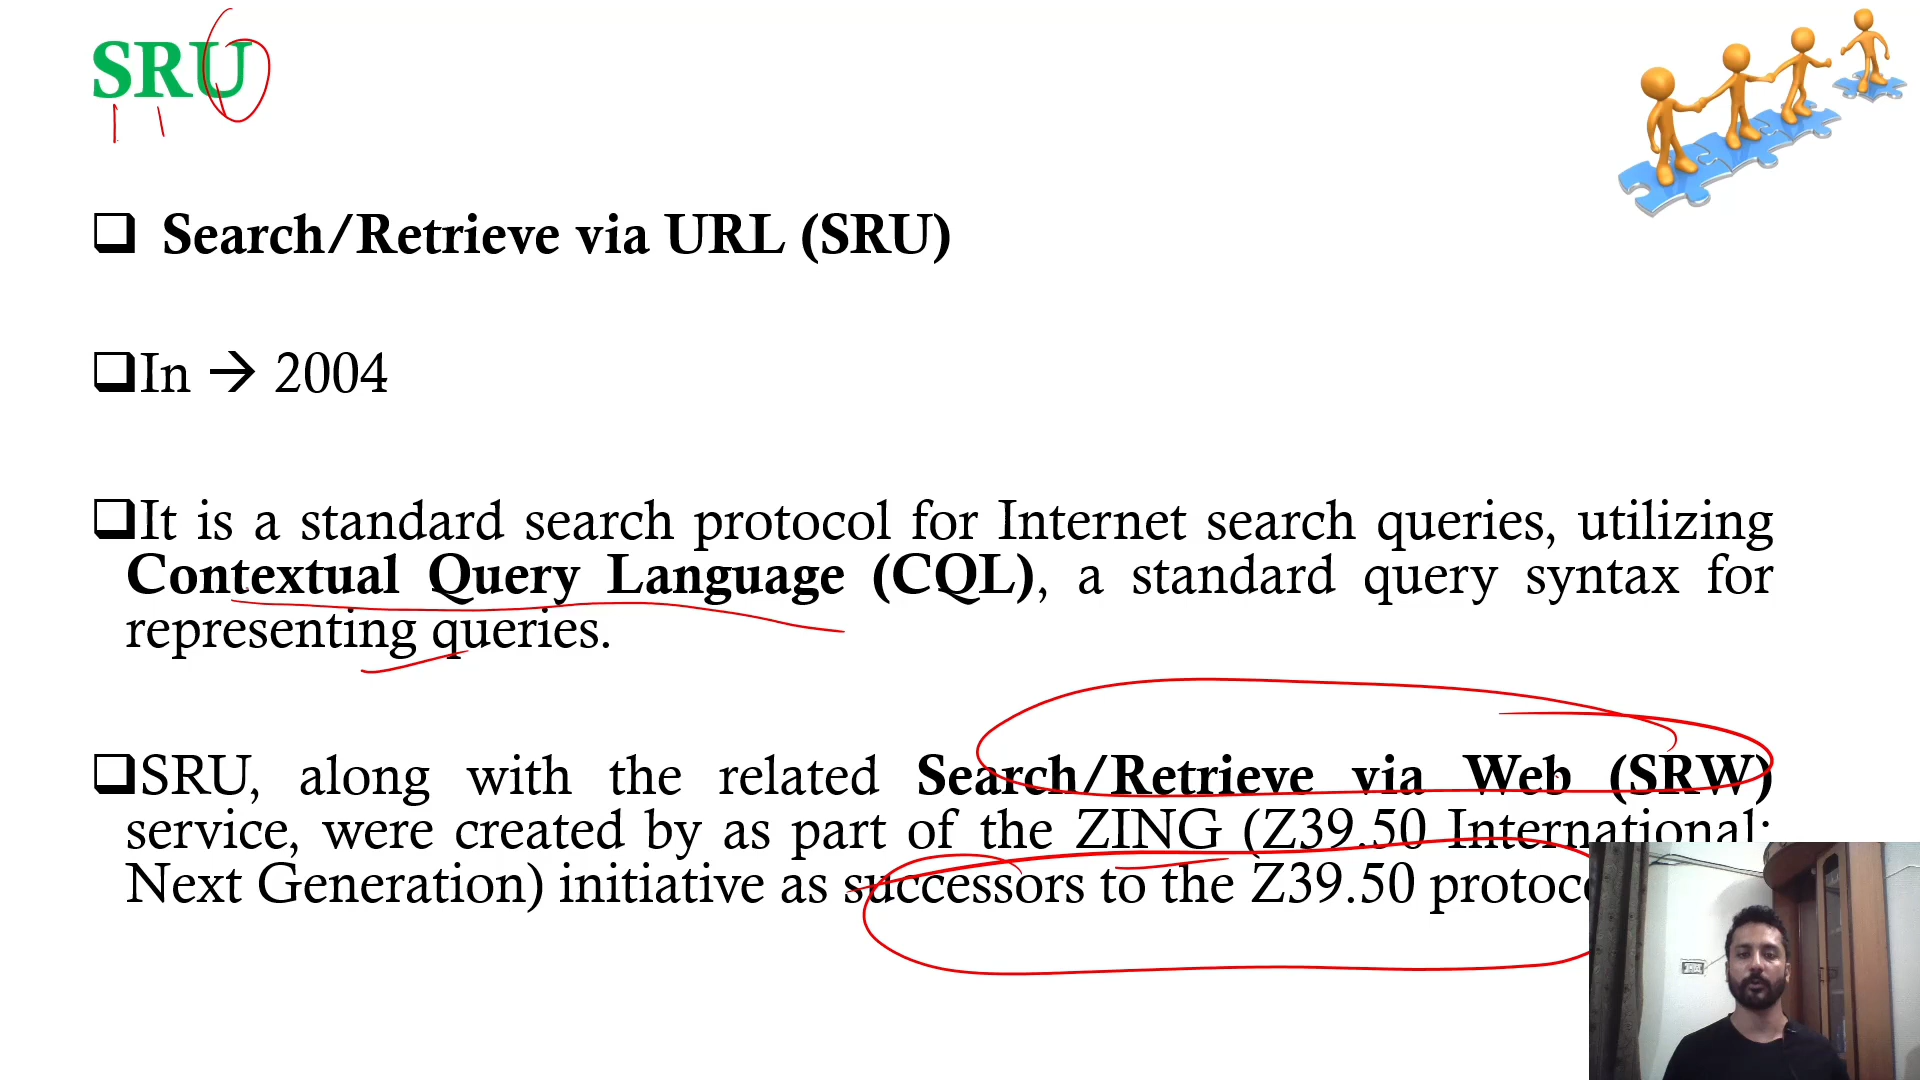 SRU
Search/Retrieve via URL (SRU)
In → 2004
It is a standard search protocol for Internet search queries, utilizing
Contextual Query Language (CQL), a standard query syntax for
representing queries.
SRU, along with the related Search/Retrieve via Web (SRW)
service, were created by as part of the ZING (Z39.50 International:
Next Generation) initiative as successors to the Z39.50